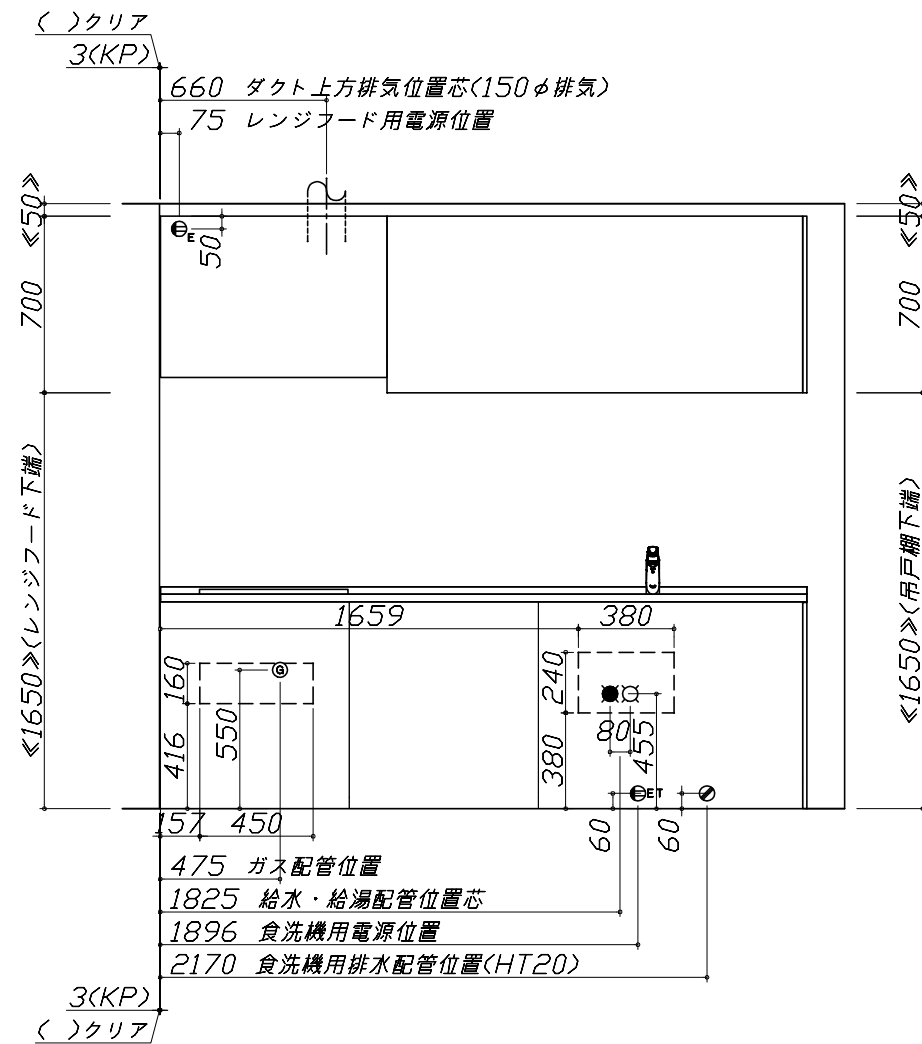 ( )クリア
3(KP)
660 ダクト上方排気位置芯(150φ排気)
75 レンジフード用電源位置
≪50≫
≪50≫
E
50
700
700
≪1650≫(レンジフード下端)
≪1650≫(吊戸棚下端)
1659
380
160
G
240
550
416
80
455
380
ET
157
450
60
60
475 ガス配管位置
1825 給水・給湯配管位置芯
1896 食洗機用電源位置
2170 食洗機用排水配管位置(HT20)
3(KP)
( )クリア